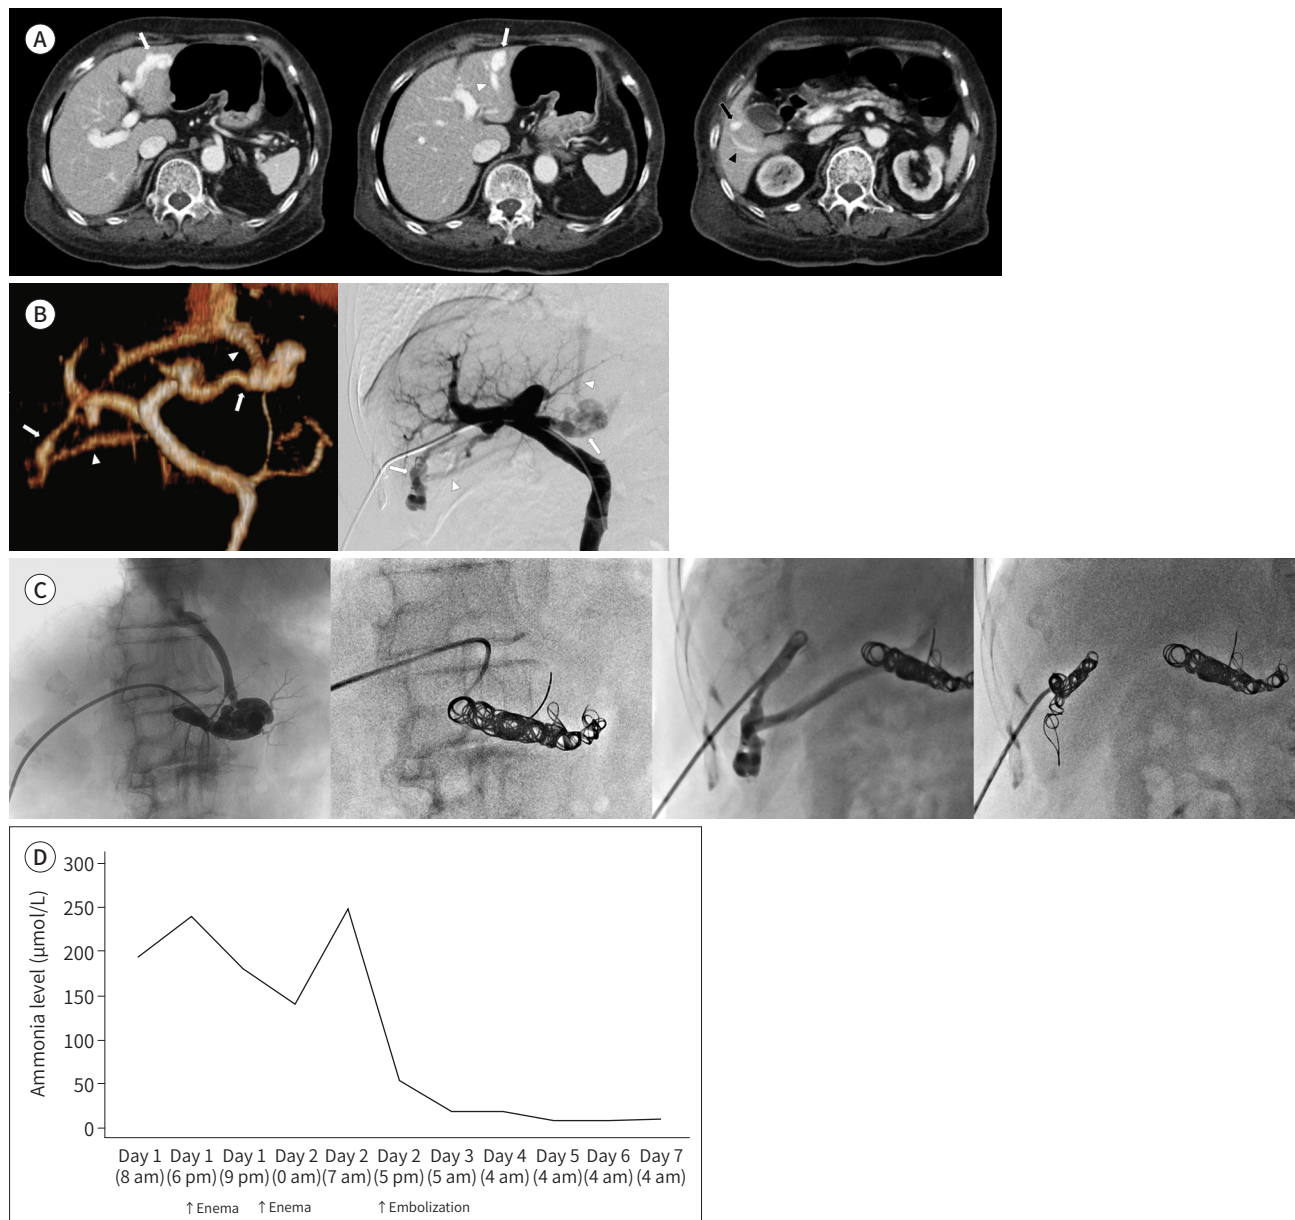 A
B
C
D
Ammonia level (μmol/L)
300
250
200
150
100
50
0
Day 1 Day 1 Day 1 Day 2 Day 2 Day 2 Day 3 Day 4 Day 5 Day 6 Day 7
(8 am) (6 pm) (9 pm) (0 am) (7 am) (5 pm) (5 am) (4 am) (4 am) (4 am) (4 am)
↑ Enema ↑ Enema ↑ Embolization